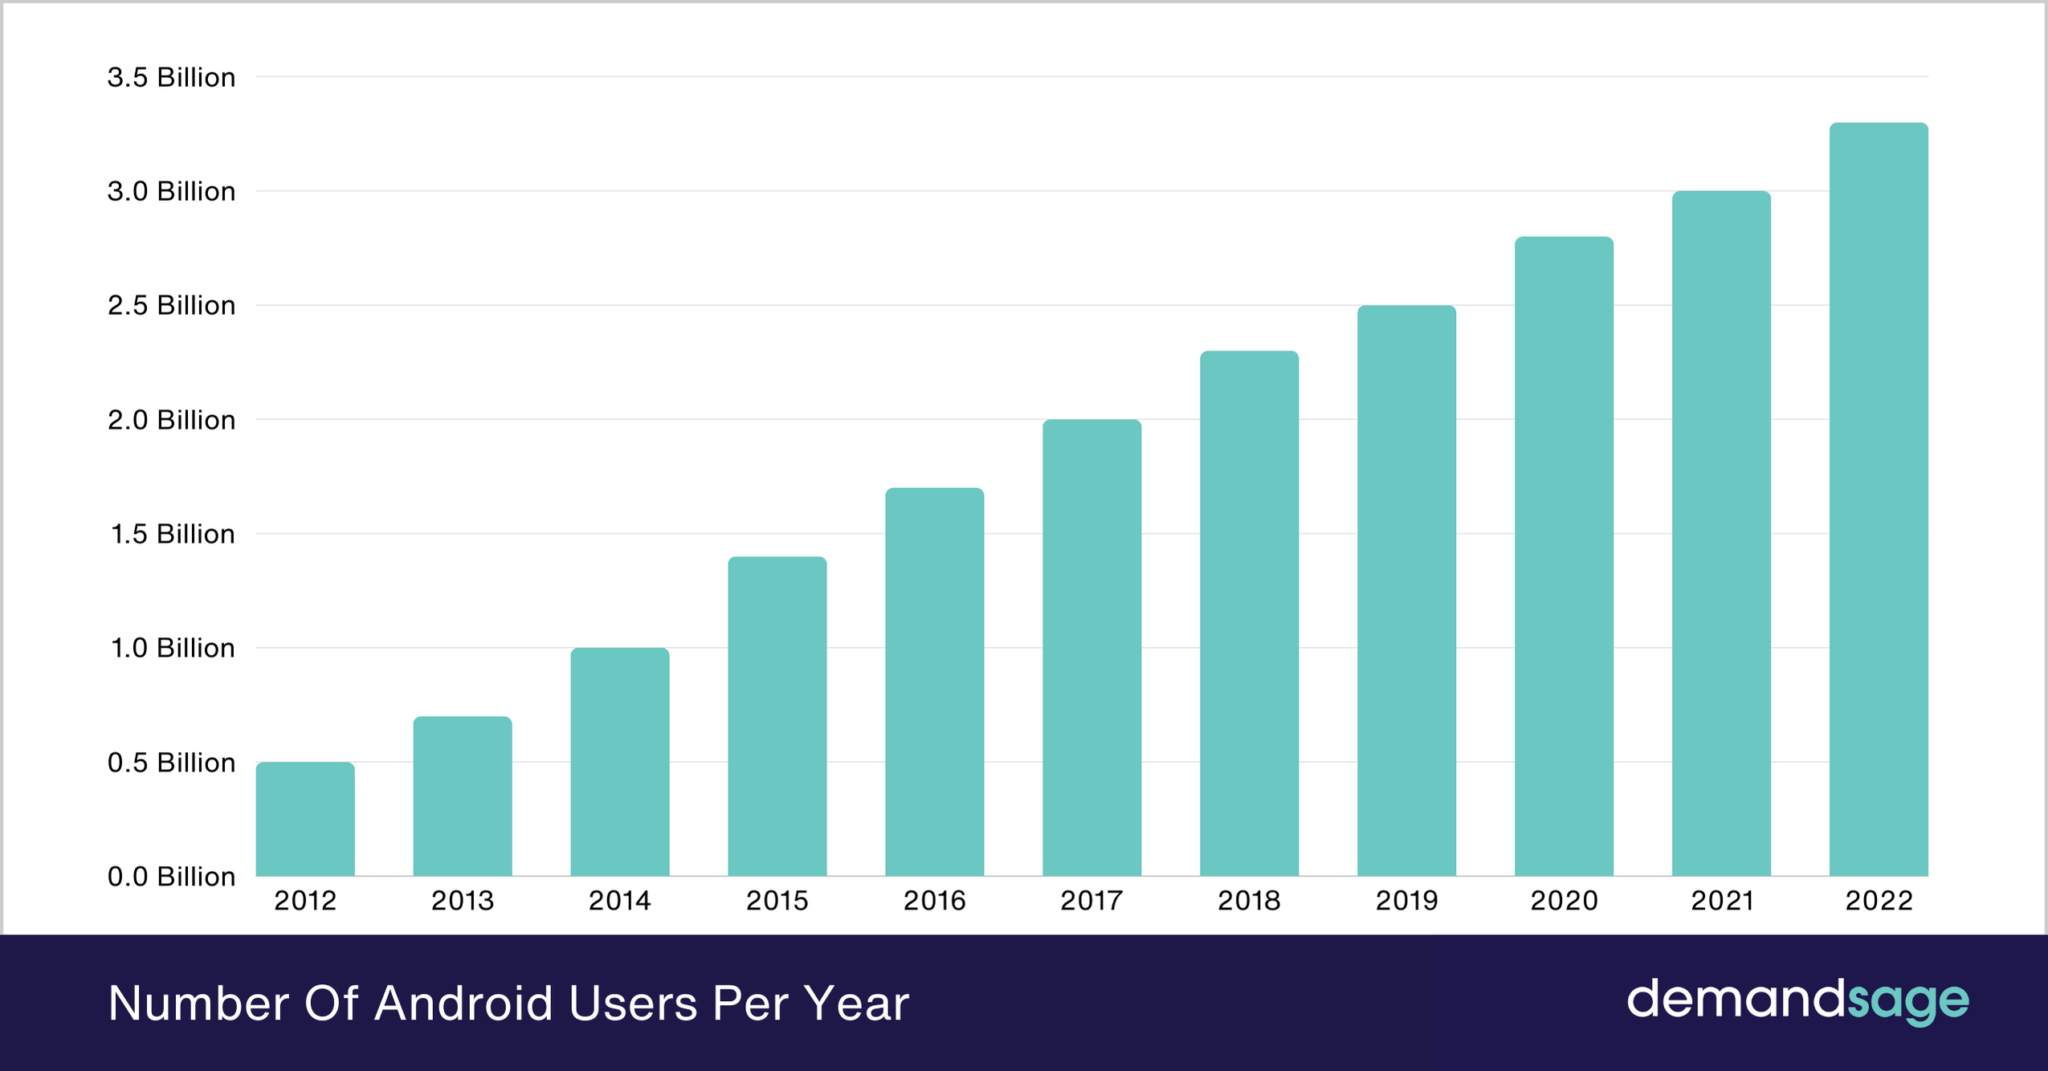 3.5 Billion
3.0 Billion
2.5 Billion
2.0 Billion
1.5 Billion
1.0 Billion
0.5 Billion
0.0 Billion
2012 2013 2014 2015 2016 2017 2018 2019 2020 2021 2022
Number Of Android Users Per Year
demandsage